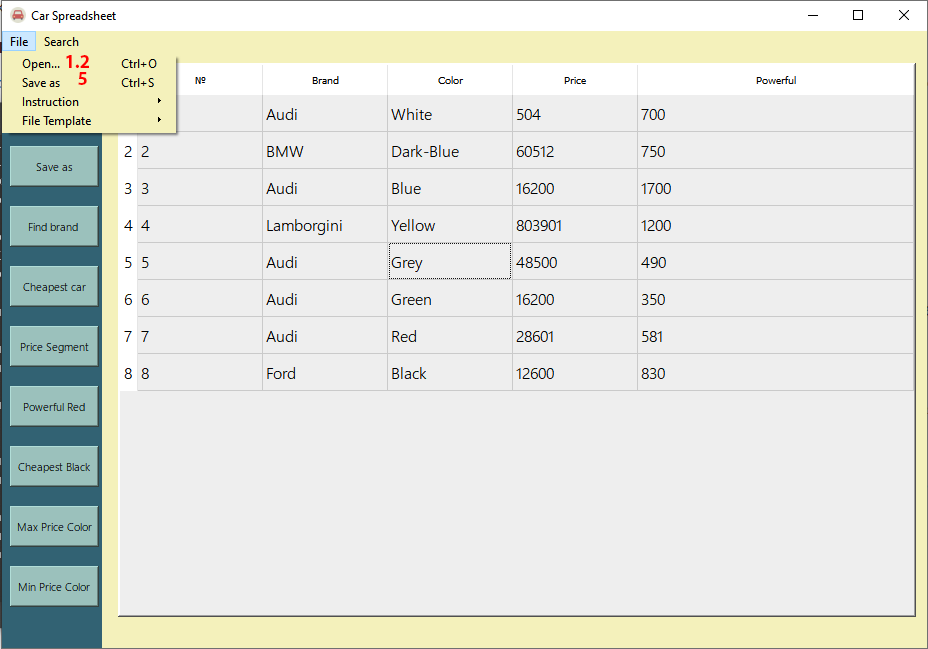 Car Spreadsheet
File Search
Open... 1.2 Ctrl+O
Save as 5 Ctrl+S
Instruction
File Template
№ Brand Color Price Powerful
Audi White 504 700
2 2 BMW Dark-Blue 60512 750
3 3 Audi Blue 16200 1700
4 4 Lamborgini Yellow 803901 1200
5 5 Audi Grey 48500 490
6 6 Audi Green 16200 350
7 7 Audi Red 28601 581
8 8 Ford Black 12600 830
Save as
Find brand
Cheapest car
Price Segment
Powerful Red
Cheapest Black
Max Price Color
Min Price Color